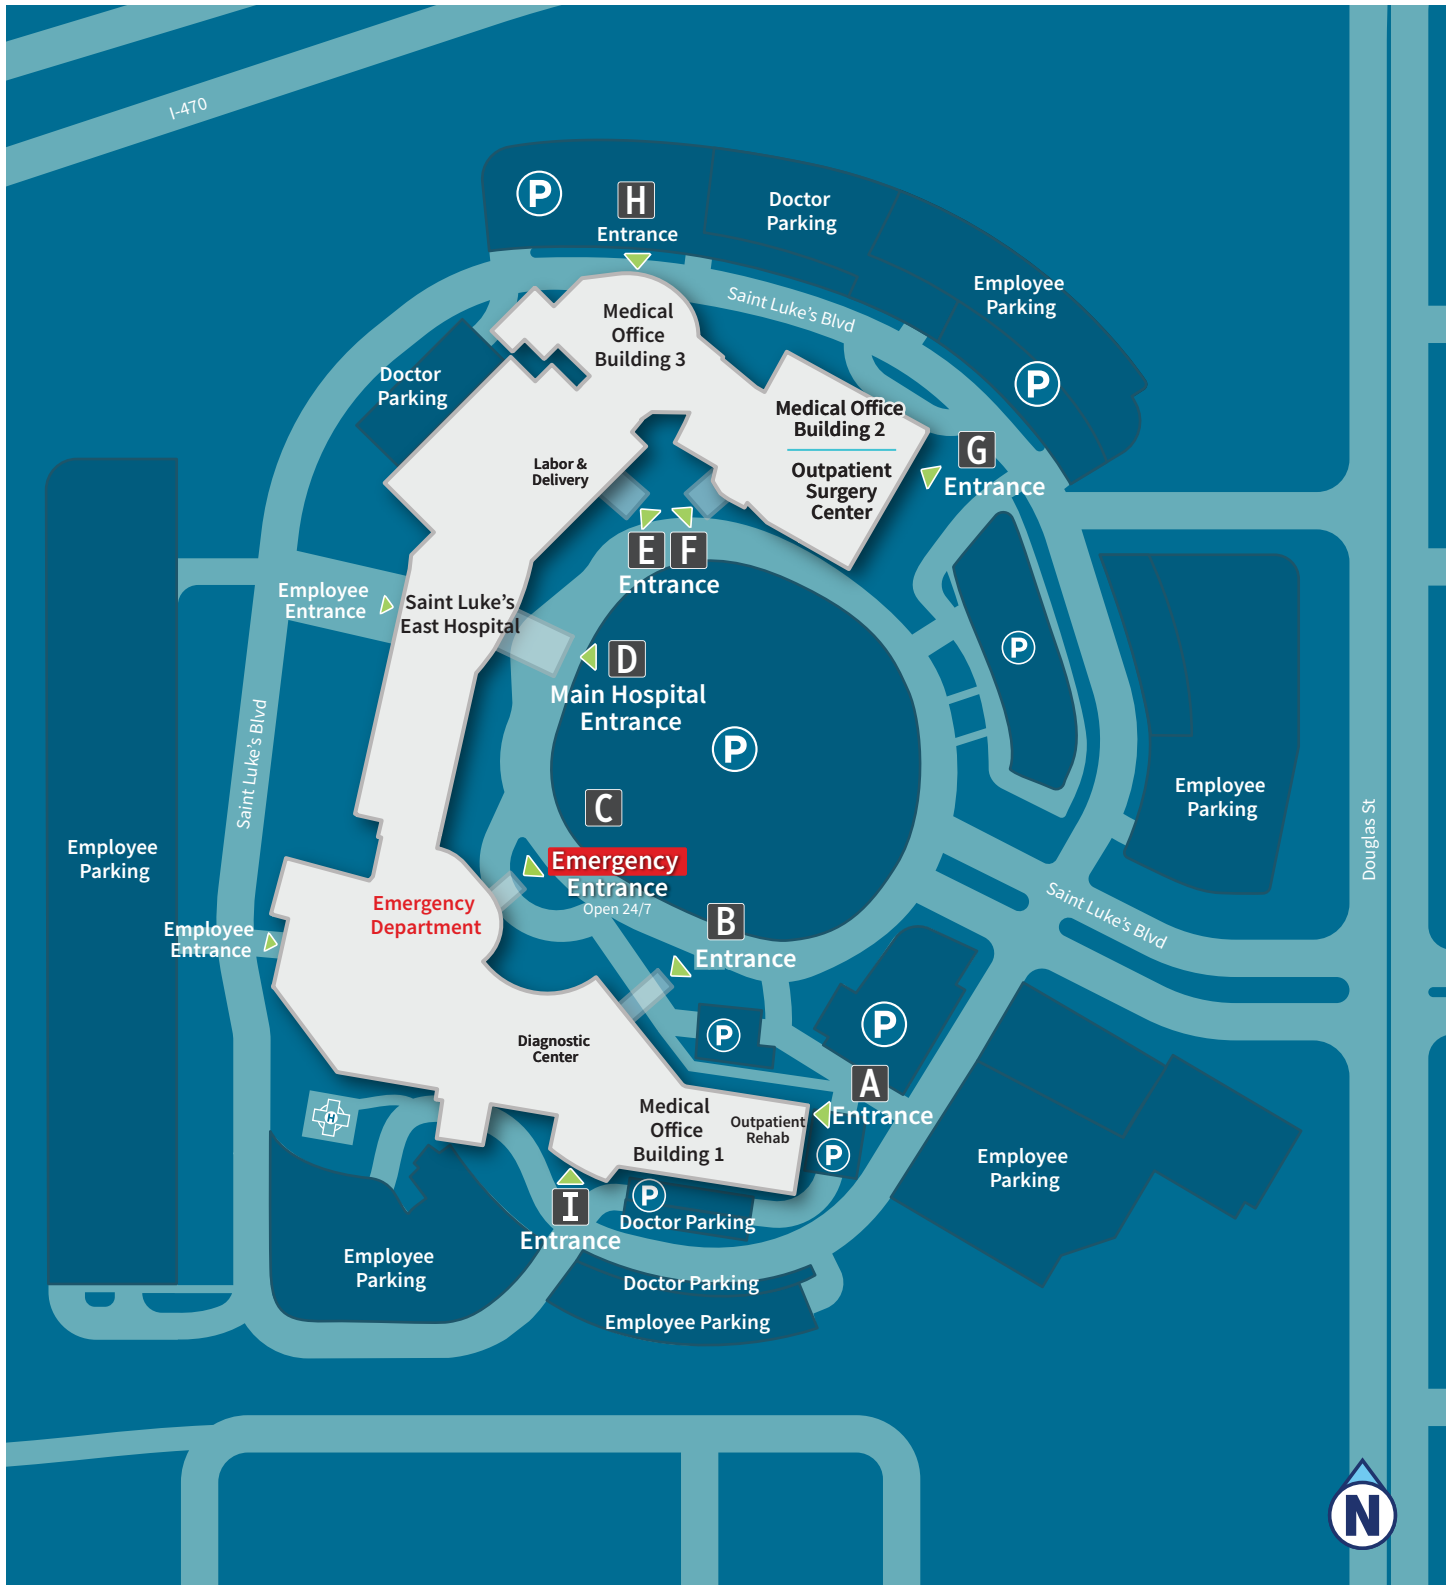 I-470
P
H
Entrance
Doctor
Parking
Employee
Parking
Saint Luke's Blvd
Medical
Office
Building 3
Doctor
Parking
P
Medical Office
Building 2
Outpatient
Surgery
Center
G
Entrance
Labor &
Delivery
E F
Entrance
Employee
Entrance
Saint Luke's
East Hospital
D
Main Hospital
Entrance
P
P
Saint Luke's Blvd
C
Emergency
Entrance
Open 24/7
Employee
Parking
Douglas St
Employee
Parking
Emergency
Department
Employee
Entrance
B
Entrance
Saint Luke's Blvd
P
P
Diagnostic
Center
A
Entrance
H
Medical
Office
Building 1
Outpatient
Rehab
P
Employee
Parking
I
Entrance
P
Doctor Parking
Employee
Parking
Doctor Parking
Employee Parking
N